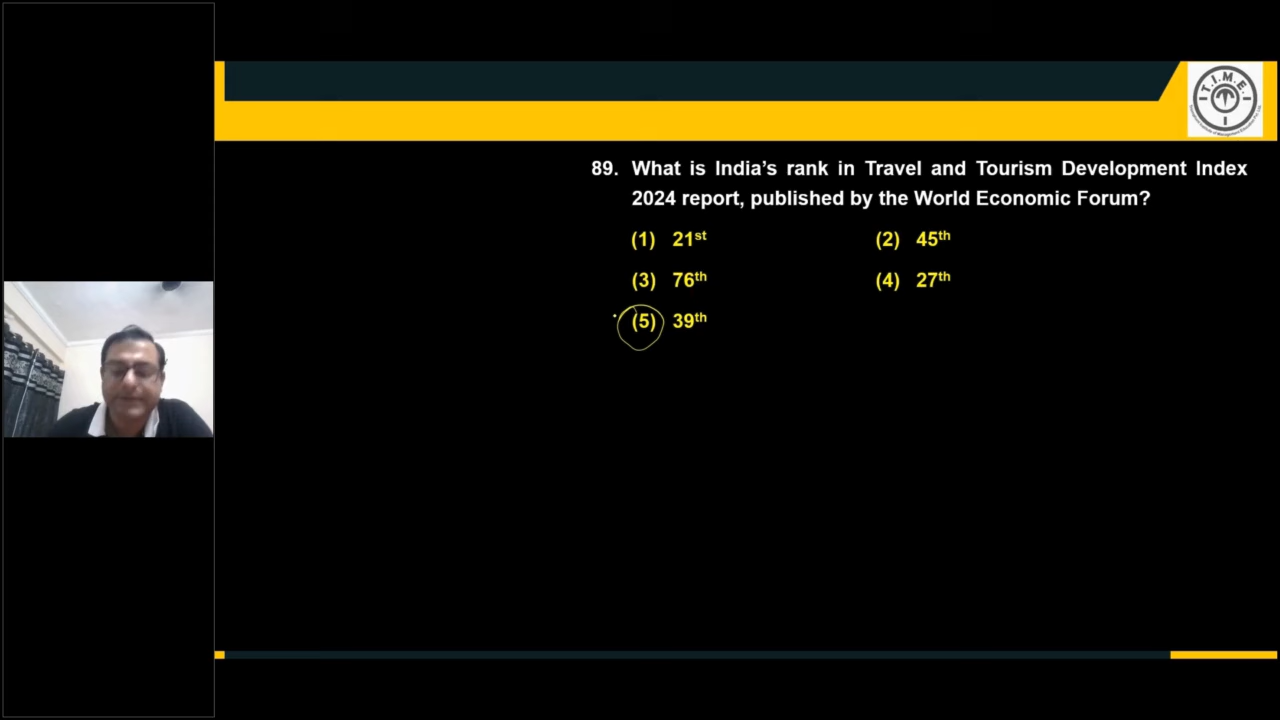 T.I.M.E.
89. What is India's rank in Travel and Tourism Development Index
2024 report, published by the World Economic Forum?
(1) 21st (2) 45th
(3) 76th (4) 27th
(5) 39th